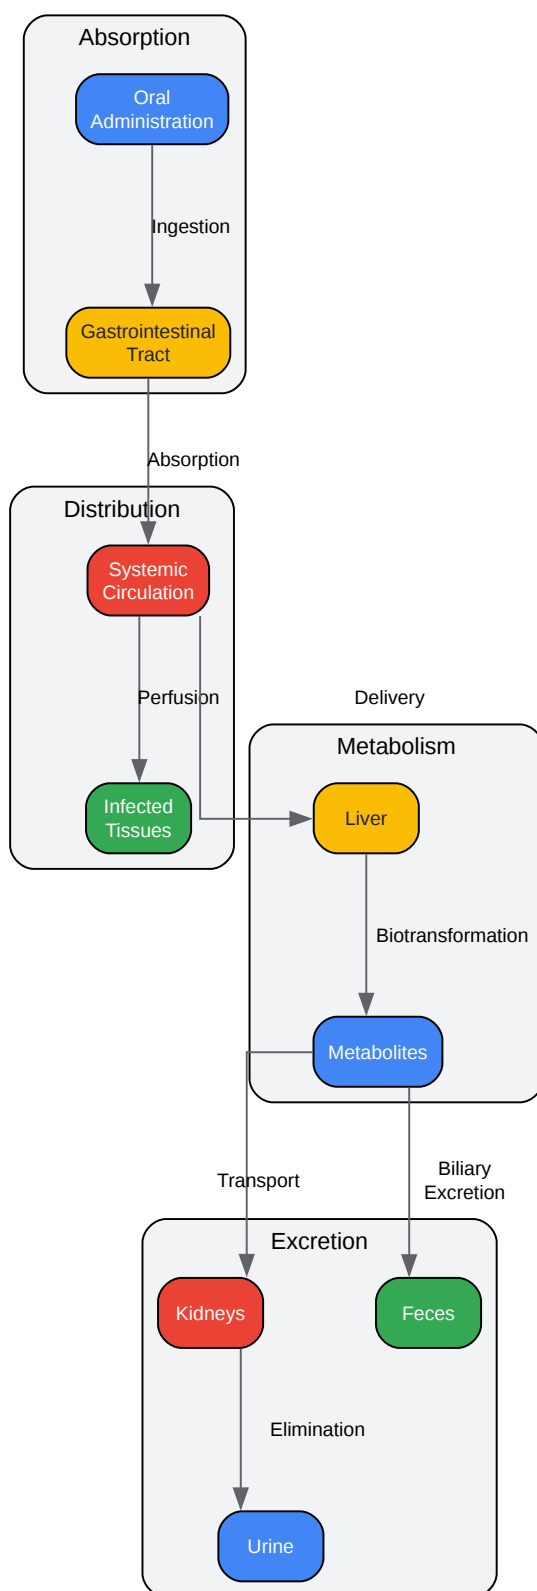 Absorption
Oral
Administration
Ingestion
Gastrointestinal
Tract
Absorption
Distribution
Systemic
Circulation
Perfusion
Delivery
Metabolism
Infected
Tissues
Liver
Biotransformation
Metabolites
Transport
Biliary
Excretion
Excretion
Kidneys
Feces
Elimination
Urine